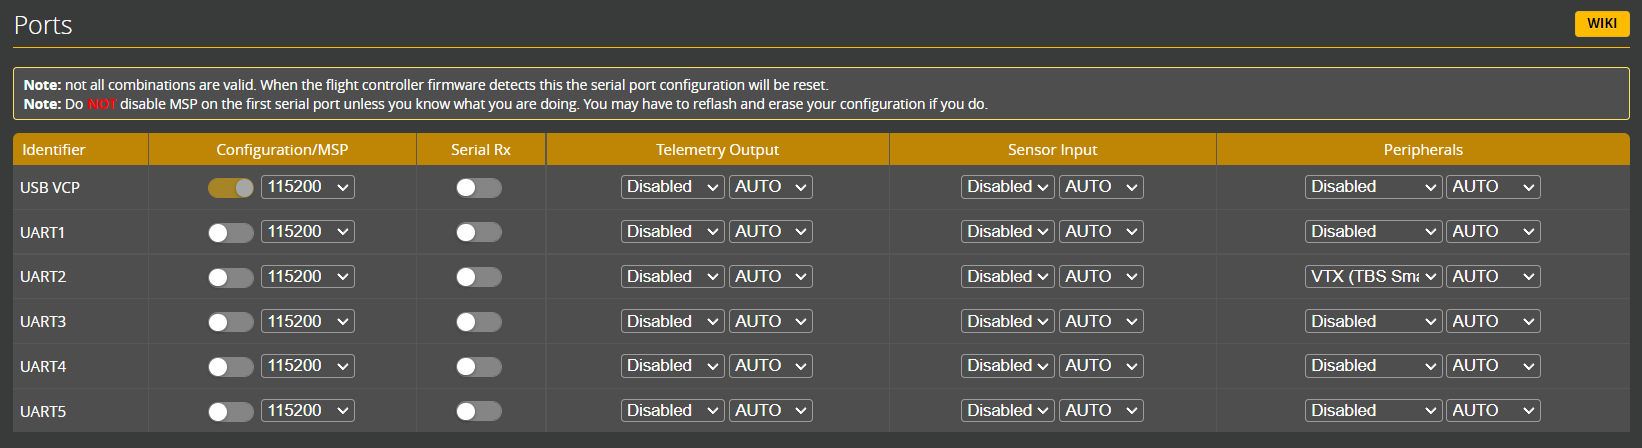 Ports
WIKI
Note: not all combinations are valid. When the flight controller firmware detects this the serial port configuration will be reset.
Note: Do NOT disable MSP on the first serial port unless you know what you are doing. You may have to reflash and erase your configuration if you do.
Identifier Configuration/MSP Serial Rx Telemetry Output Sensor Input Peripherals
USB VCP 115200 Disabled AUTO Disabled AUTO Disabled AUTO
UART1 115200 Disabled AUTO Disabled AUTO Disabled AUTO
UART2 115200 Disabled AUTO Disabled AUTO VTX (TBS Sma AUTO
UART3 115200 Disabled AUTO Disabled AUTO Disabled AUTO
UART4 115200 Disabled AUTO Disabled AUTO Disabled AUTO
UART5 115200 Disabled AUTO Disabled AUTO Disabled AUTO